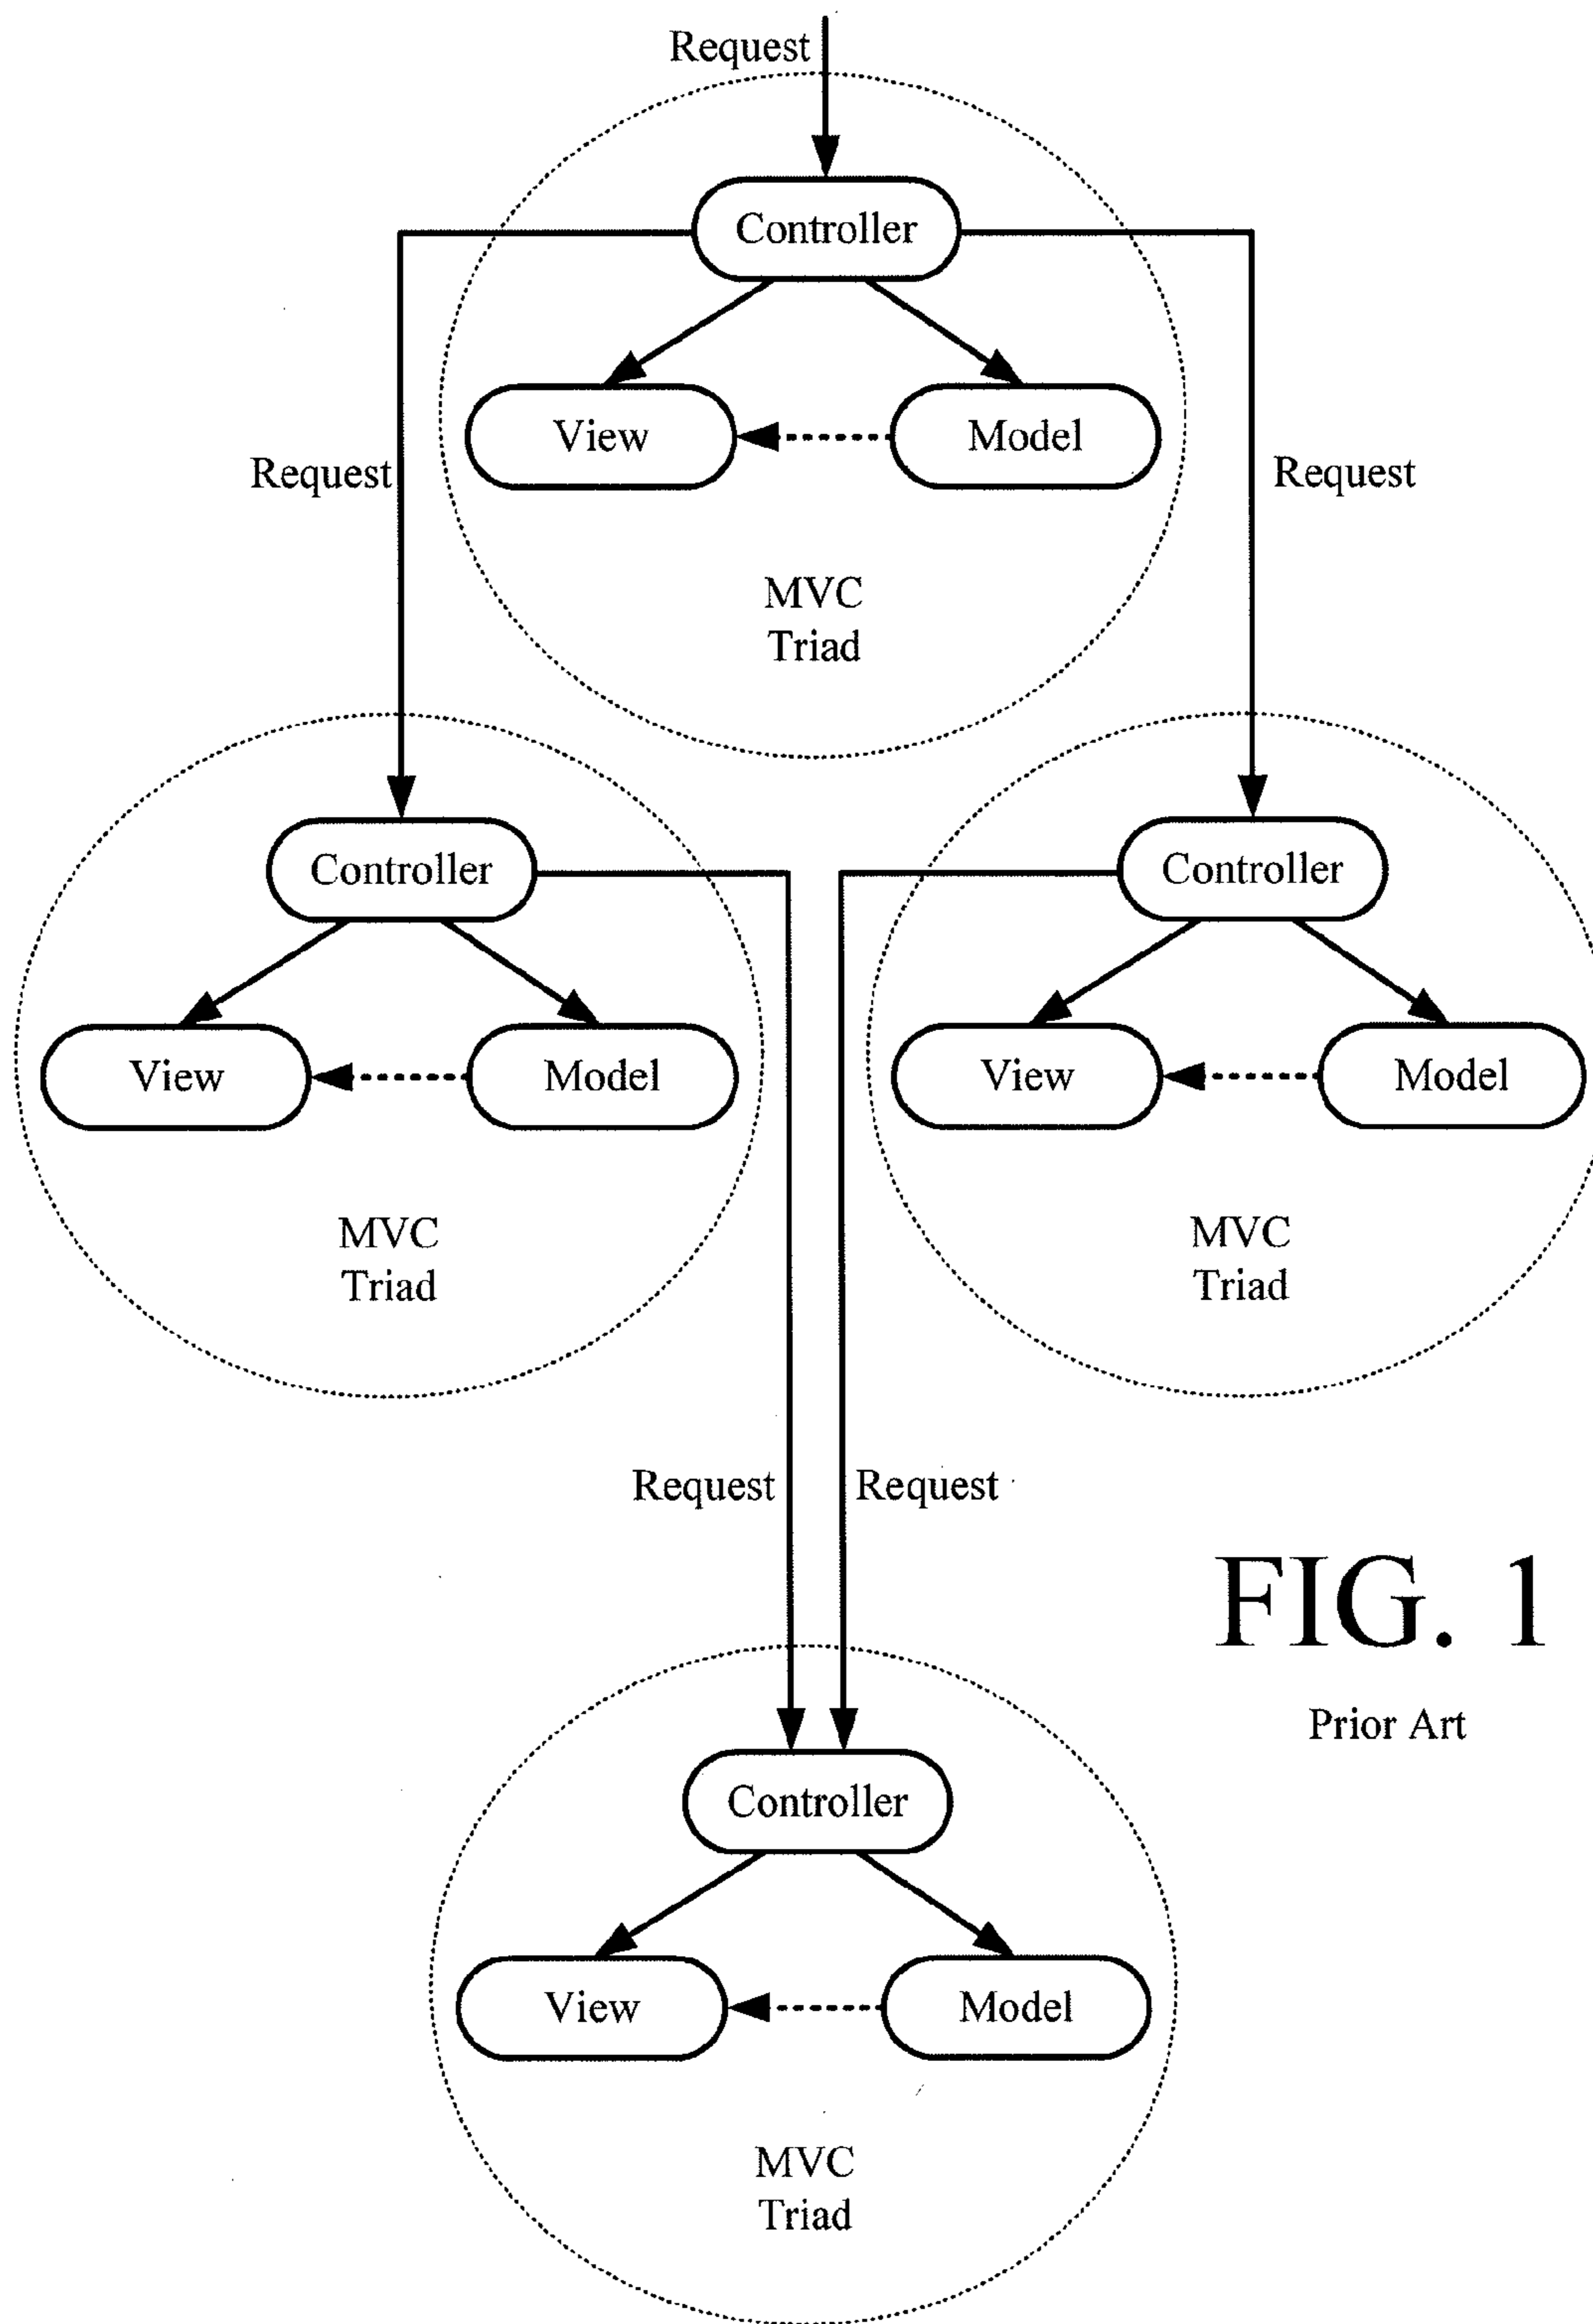 Request
Controller
View
Model
Request
Request
MVC
Triad
Controller
Controller
View
Model
View
Model
MVC
Triad
MVC
Triad
Request
Request
FIG. 1
Prior Art
Controller
View
Model
MVC
Triad